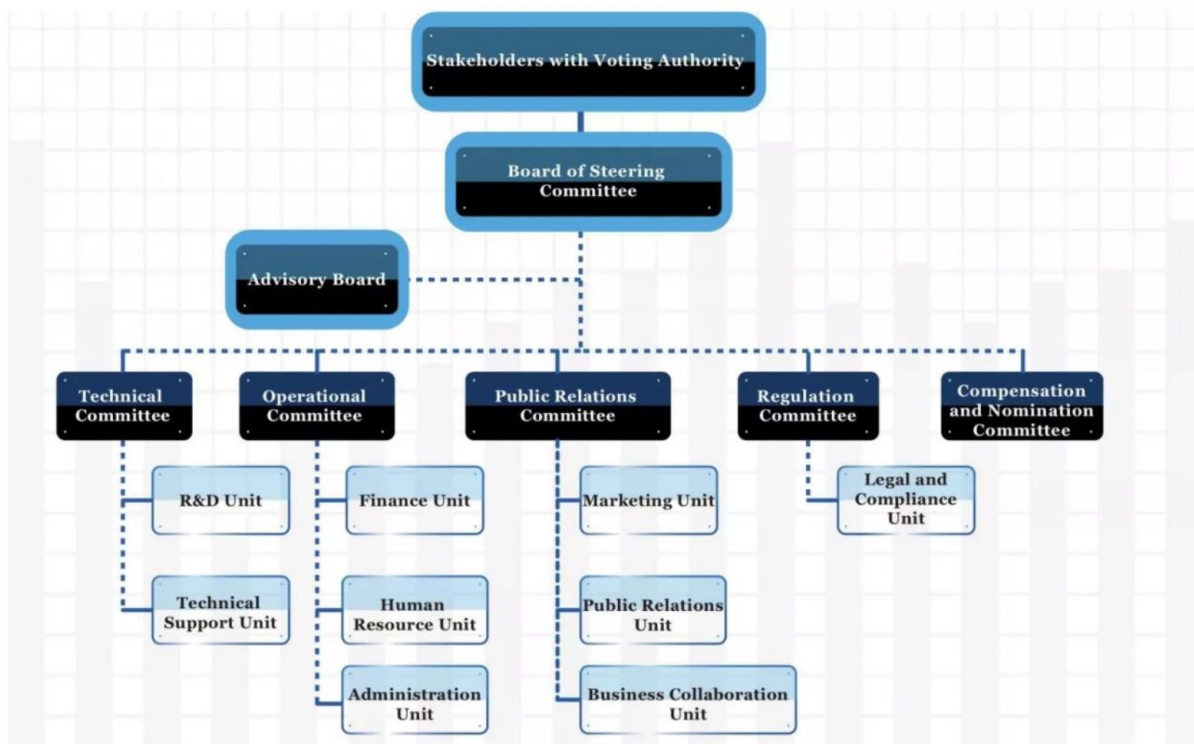 Stakeholders with Voting Authority
Board of Steering
Committee
Advisory Board
Technical
Committee
Operational
Committee
Public Relations
Committee
Regulation
Committee
Compensation
and Nomination
Committee
R&D Unit
Finance Unit
Marketing Unit
Legal and
Compliance
Unit
Technical
Support Unit
Human
Resource Unit
Public Relations
Unit
Administration
Unit
Business Collaboration
Unit